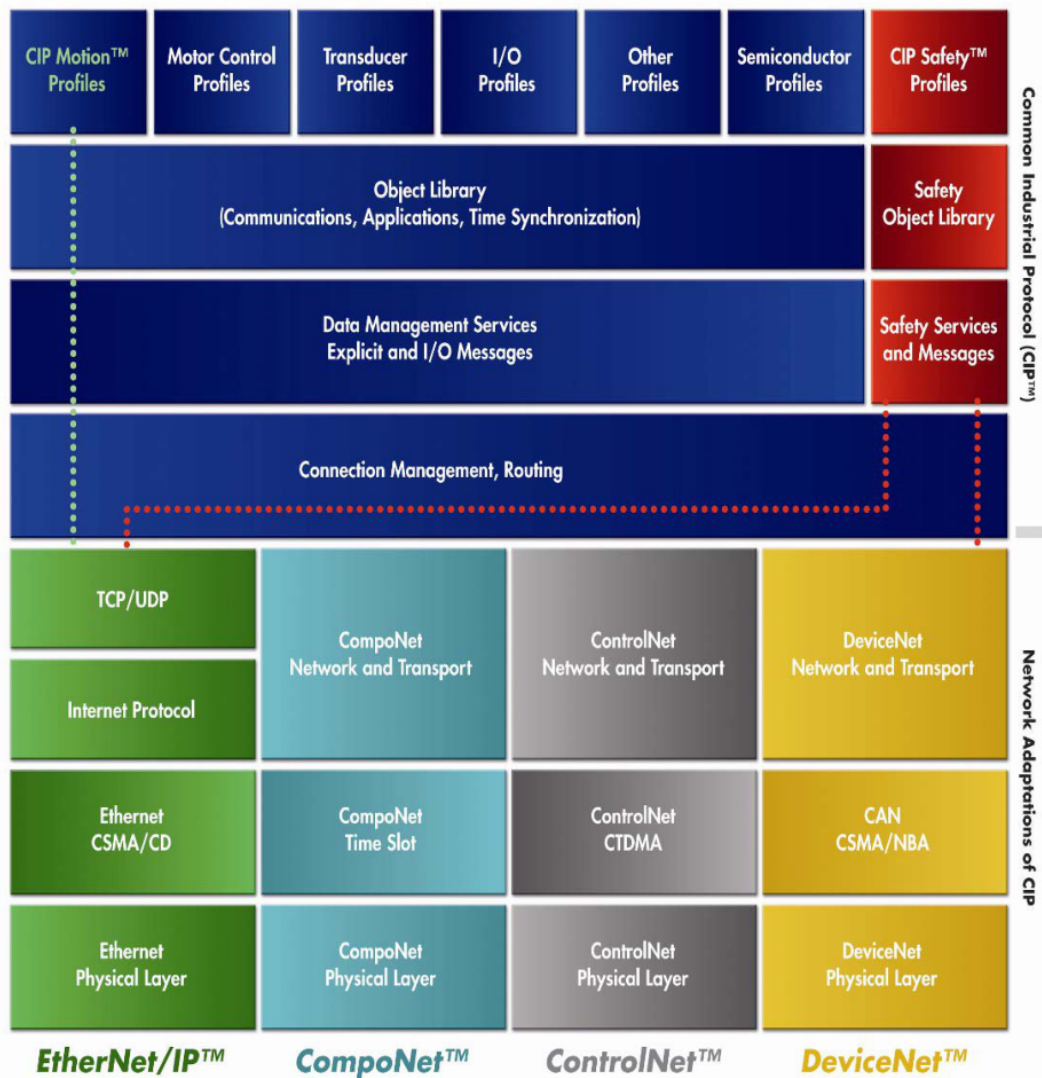 CIP Motion™
Profiles
Motor Control
Profiles
Transducer
Profiles
I/O
Profiles
Other
Profiles
Semiconductor
Profiles
CIP Safety™
Profiles
Object Library
(Communications, Applications, Time Synchronization)
Safety
Object Library
Data Management Services
Explicit and I/O Messages
Safety Services
and Messages
Connection Management, Routing
Common Industrial Protocol (CIP™)
TCP/UDP
Internet Protocol
CompoNet
Network and Transport
ControlNet
Network and Transport
DeviceNet
Network and Transport
Ethernet
CSMA/CD
CompoNet
Time Slot
ControlNet
CTDMA
CAN
CSMA/NBA
Ethernet
Physical Layer
CompoNet
Physical Layer
ControlNet
Physical Layer
DeviceNet
Physical Layer
Network Adaptations of CIP
EtherNet/IP™
CompoNet™
ControlNet™
DeviceNet™